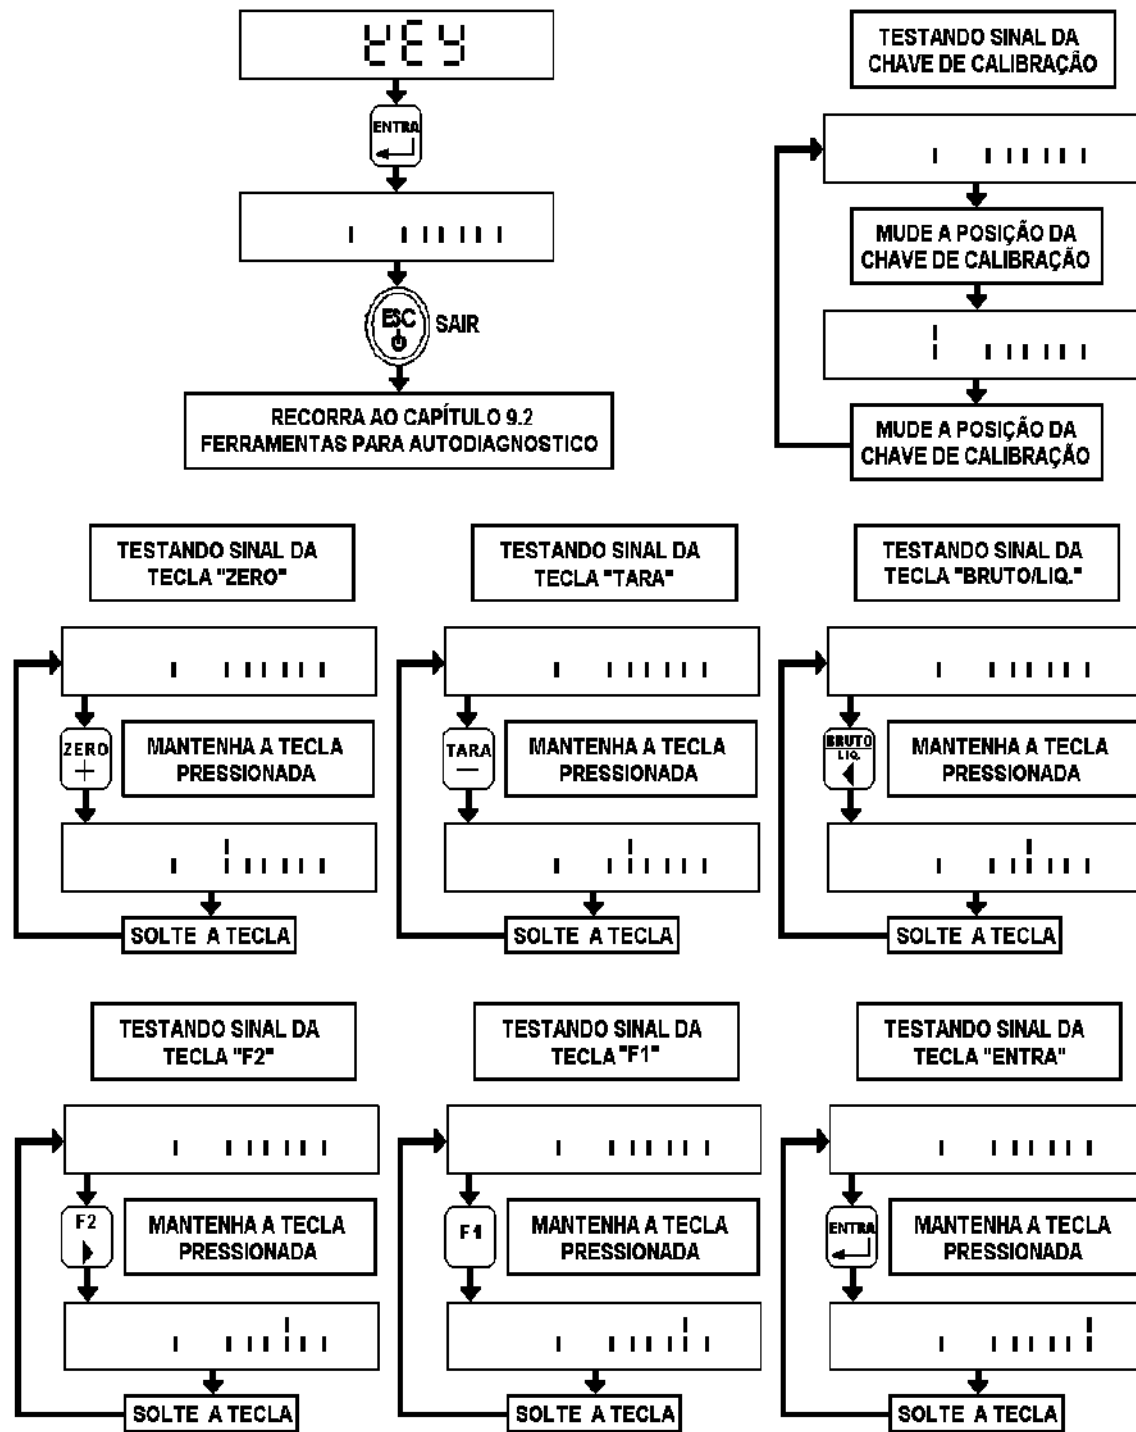 KEY
ENTRA
ESC
SAIR
RECORRA AO CAPÍTULO 9.2
FERRAMENTAS PARA AUTODIAGNOSTICO
TESTANDO SINAL DA
CHAVE DE CALIBRAÇÃO
MUDE A POSIÇÃO DA
CHAVE DE CALIBRAÇÃO
MUDE A POSIÇÃO DA
CHAVE DE CALIBRAÇÃO
TESTANDO SINAL DA
TECLA "ZERO"
ZERO
+
MANTENHA A TECLA
PRESSIONADA
SOLTE A TECLA
TESTANDO SINAL DA
TECLA "TARA"
TARA
—
MANTENHA A TECLA
PRESSIONADA
SOLTE A TECLA
TESTANDO SINAL DA
TECLA "BRUTO/LIQ."
BRUTO
LIQ.
MANTENHA A TECLA
PRESSIONADA
SOLTE A TECLA
TESTANDO SINAL DA
TECLA "F2"
F2
MANTENHA A TECLA
PRESSIONADA
SOLTE A TECLA
TESTANDO SINAL DA
TECLA "F1"
F1
MANTENHA A TECLA
PRESSIONADA
SOLTE A TECLA
TESTANDO SINAL DA
TECLA "ENTRA"
ENTRA
MANTENHA A TECLA
PRESSIONADA
SOLTE A TECLA